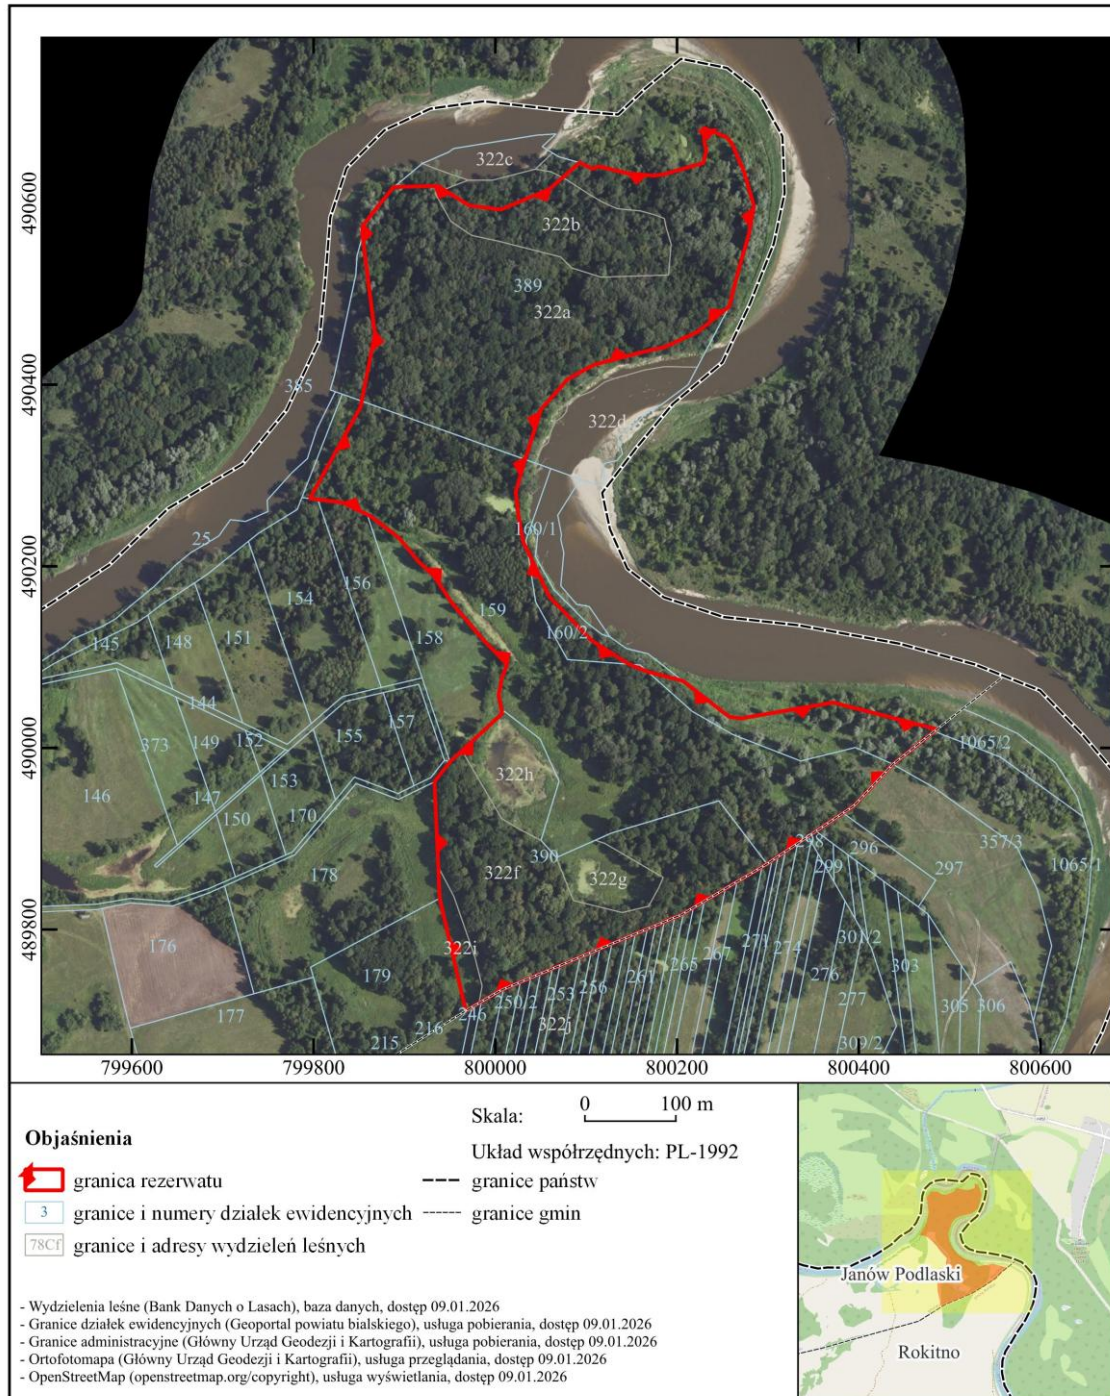 322c
490600
322b
389
322a
490400
385
322d
25
160/1
490200
154
156
159
145
148
151
158
160/2
144
373
149
152
155
157
490000
1065/2
153
322h
146
147
150
170
357/3
298
296
390
299
297
1065/1
178
322f
322g
489800
176
322i
267
271
274
301/2
303
179
261
265
276
253
256
277
305
306
177
250/2
246
216
322j
215
309/2
799600
799800
800000
800200
800400
800600
Objaśnienia
granica rezerwatu
3 granice i numery działek ewidencyjnych
78Cf granice i adresy wydzieleń leśnych
Skala: 0 100 m
Układ współrzędnych: PL-1992
granice państw
granice gmin
- Wydzielenia leśne (Bank Danych o Lasach), baza danych, dostęp 09.01.2026
- Granice działek ewidencyjnych (Geoportal powiatu bialskiego), usługa pobierania, dostęp 09.01.2026
- Granice administracyjne (Główny Urząd Geodezji i Kartografii), usługa pobierania, dostęp 09.01.2026
- Ortofotomapa (Główny Urząd Geodezji i Kartografii), usługa przeglądania, dostęp 09.01.2026
- OpenStreetMap (openstreetmap.org/copyright), usługa wyświetlania, dostęp 09.01.2026
Janów Podlaski
Rokitno